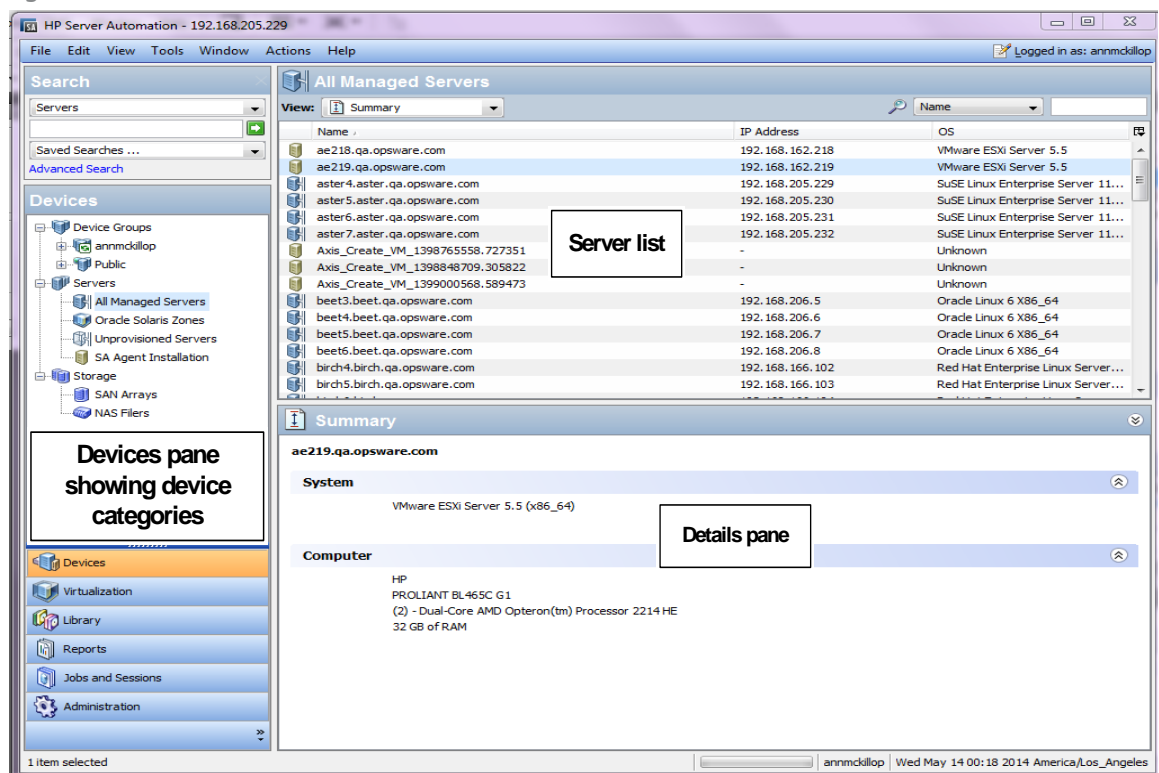 HP Server Automation - 192.168.205.229
File Edit View Tools Window Actions Help
Logged in as: annmckillop
Search
Servers
Saved Searches ...
Advanced Search
Devices
Device Groups
annmckillop
Public
Servers
All Managed Servers
Oracle Solaris Zones
Unprovisioned Servers
SA Agent Installation
Storage
SAN Arrays
NAS Filers
Devices pane
showing device
categories
Devices
Virtualization
Library
Reports
Jobs and Sessions
Administration
All Managed Servers
View: Summary
Name
Name IP Address OS
ae218.qa.opsware.com 192.168.162.218 VMware ESXi Server 5.5
ae219.qa.opsware.com 192.168.162.219 VMware ESXi Server 5.5
aster4.aster.qa.opsware.com 192.168.205.229 SuSE Linux Enterprise Server 11...
aster5.aster.qa.opsware.com 192.168.205.230 SuSE Linux Enterprise Server 11...
aster6.aster.qa.opsware.com 192.168.205.231 SuSE Linux Enterprise Server 11...
aster7.aster.qa.opsware.com 192.168.205.232 SuSE Linux Enterprise Server 11...
Axis_Create_VM_1398765558.727351 - Unknown
Axis_Create_VM_1398848709.305822 - Unknown
Axis_Create_VM_1399000568.589473 - Unknown
beet3.beet.qa.opsware.com 192.168.206.5 Oracle Linux 6 X86_64
beet4.beet.qa.opsware.com 192.168.206.6 Oracle Linux 6 X86_64
beet5.beet.qa.opsware.com 192.168.206.7 Oracle Linux 6 X86_64
beet6.beet.qa.opsware.com 192.168.206.8 Oracle Linux 6 X86_64
birch4.birch.qa.opsware.com 192.168.166.102 Red Hat Enterprise Linux Server...
birch5.birch.qa.opsware.com 192.168.166.103 Red Hat Enterprise Linux Server...
Server list
Summary
ae219.qa.opsware.com
System
VMware ESXi Server 5.5 (x86_64)
Details pane
Computer
HP
PROLIANT BL465C G1
(2) - Dual-Core AMD Opteron(tm) Processor 2214 HE
32 GB of RAM
1 item selected
annmckillop Wed May 14 00:18 2014 America/Los_Angeles